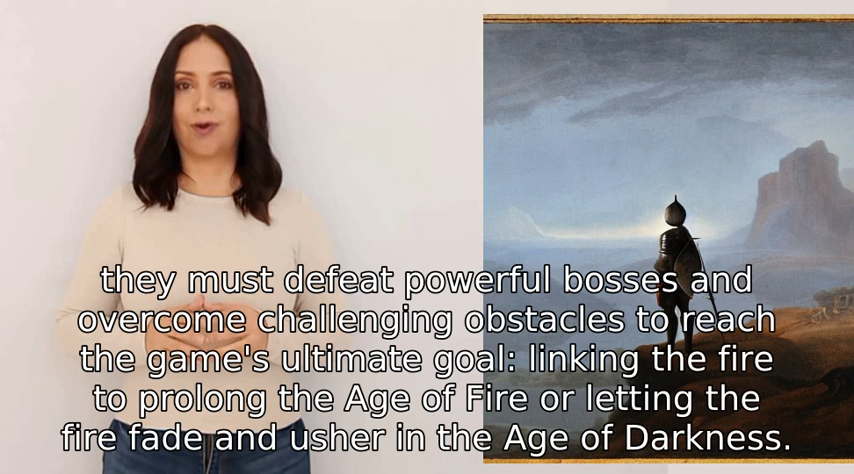 they must defeat powerful bosses and
overcome challenging obstacles to reach
the game's ultimate goal: linking the fire
to prolong the Age of Fire or letting the
fire fade and usher in the Age of Darkness.